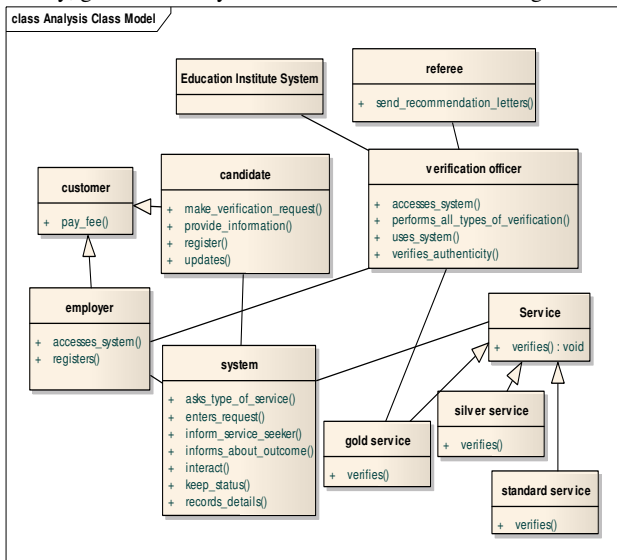 class Analysis Class Model
Education Institute System
referee
+ send_recommendation_letters()
customer
+ pay_fee()
candidate
+ make_verification_request()
+ provide_information()
+ register()
+ updates()
verification officer
+ accesses_system()
+ performs_all_types_of_verification()
+ uses_system()
+ verifies_authenticity()
employer
+ accesses_system()
+ registers()
system
+ asks_type_of_service()
+ enters_request()
+ inform_service_seeker()
+ informs_about_outcome()
+ interact()
+ keep_status()
+ records_details()
Service
+ verifies() : void
gold service
+ verifies()
silver service
+ verifies()
standard service
+ verifies()